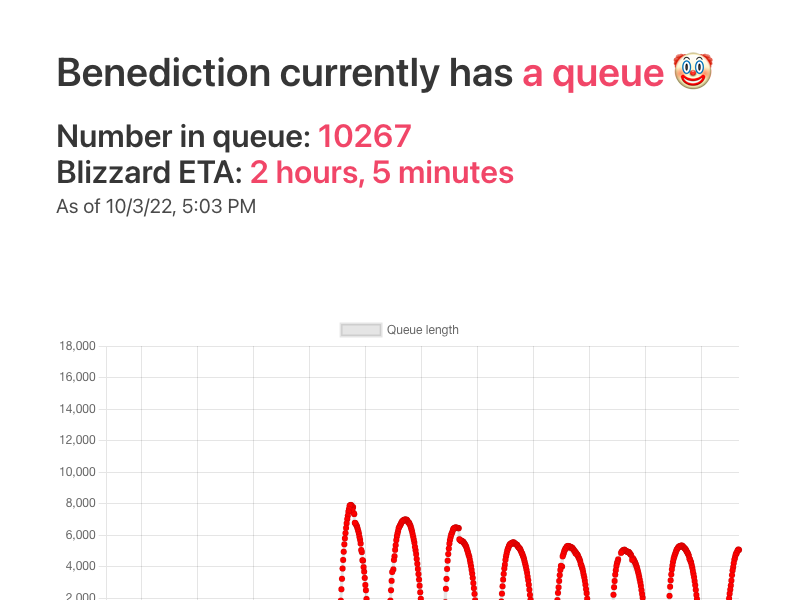 Benediction currently has a queue 🤡
Number in queue: 10267
Blizzard ETA: 2 hours, 5 minutes
As of 10/3/22, 5:03 PM
Queue length
18,000
16,000
14,000
12,000
10,000
8,000
6,000
4,000
2,000